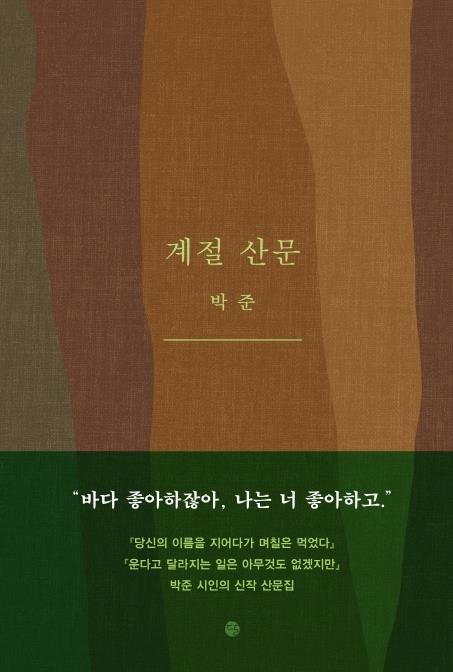 계절 산문
박 준
“바다 좋아하잖아, 나는 너 좋아하고.”
『당신의 이름을 지어다가 며칠은 먹었다』
『운다고 달라지는 일은 아무것도 없겠지만』
박준 시인의 신작 산문집